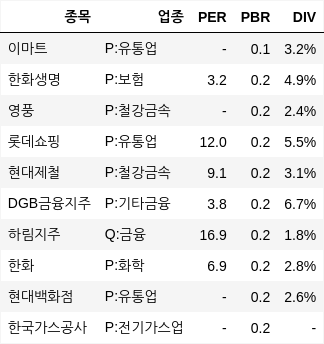 종목 업종 PER PBR DIV
이마트 P:유통업 - 0.1 3.2%
한화생명 P:보험 3.2 0.2 4.9%
영풍 P:철강금속 - 0.2 2.4%
롯데쇼핑 P:유통업 12.0 0.2 5.5%
현대제철 P:철강금속 9.1 0.2 3.1%
DGB금융지주 P:기타금융 3.8 0.2 6.7%
하림지주 Q:금융 16.9 0.2 1.8%
한화 P:화학 6.9 0.2 2.8%
현대백화점 P:유통업 - 0.2 2.6%
한국가스공사 P:전기가스업 - 0.2 -